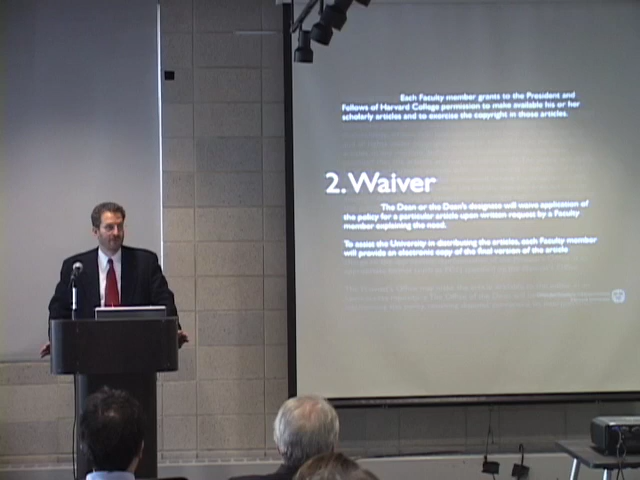 Each Faculty member grants to the President and
Fellows of Harvard College permission to make available his or her
scholarly articles and to exercise the copyright in those articles.
2. Waiver
The Dean or the Dean's designate will waive application of
the policy for a particular article upon written request by a Faculty
member explaining the need.
To assist the University in distributing the articles, each Faculty member
will provide an electronic copy of the final version of the article